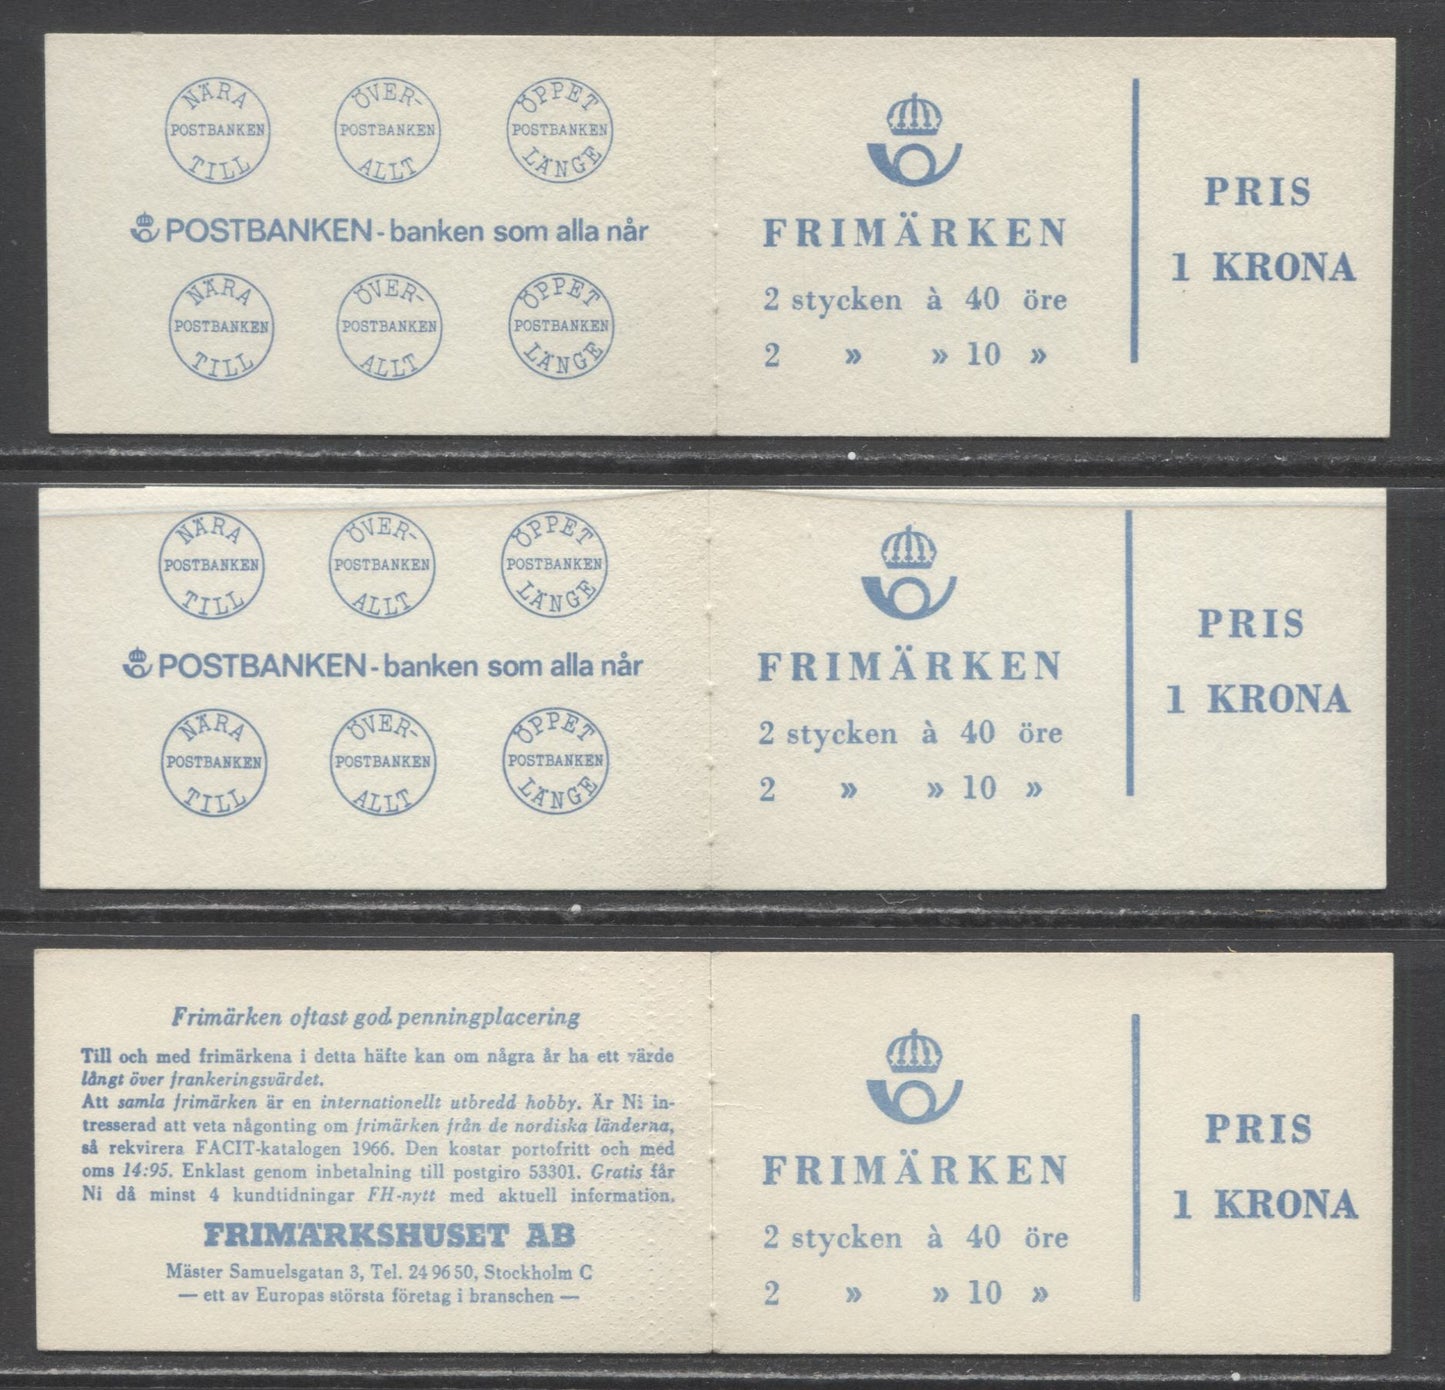 NÄRA POSTBANKEN TILL
ÖVER- POSTBANKEN ALLT
ÖPPET POSTBANKEN LÄNGE
POSTBANKEN - banken som alla når
NÄRA POSTBANKEN TILL
ÖVER- POSTBANKEN ALLT
ÖPPET POSTBANKEN LÄNGE
FRIMÄRKEN
2 stycken à 40 öre
2 » » 10 »
PRIS
1 KRONA
NÄRA POSTBANKEN TILL
ÖVER- POSTBANKEN ALLT
ÖPPET POSTBANKEN LÄNGE
POSTBANKEN - banken som alla når
NÄRA POSTBANKEN TILL
ÖVER- POSTBANKEN ALLT
ÖPPET POSTBANKEN LÄNGE
FRIMÄRKEN
2 stycken à 40 öre
2 » » 10 »
PRIS
1 KRONA
Frimärken oftast god penningplacering
Till och med frimärkena i detta häfte kan om några år ha ett värde
långt över frankeringsvärdet.
Att samla frimärken är en internationellt utbredd hobby. Är Ni in-
tresserad att veta någonting om frimärken från de nordiska länderna,
så rekvirera FACIT-katalogen 1966. Den kostar portofritt och med
oms 14:95. Enklast genom inbetalning till postgiro 53301. Gratis får
Ni då minst 4 kundtidningar FH-nytt med aktuell information.
FRIMÄRKSHUSET AB
Mäster Samuelsgatan 3, Tel. 24 96 50, Stockholm C
— ett av Europas största företag i branschen —
FRIMÄRKEN
2 stycken à 40 öre
2 » » 10 »
PRIS
1 KRONA